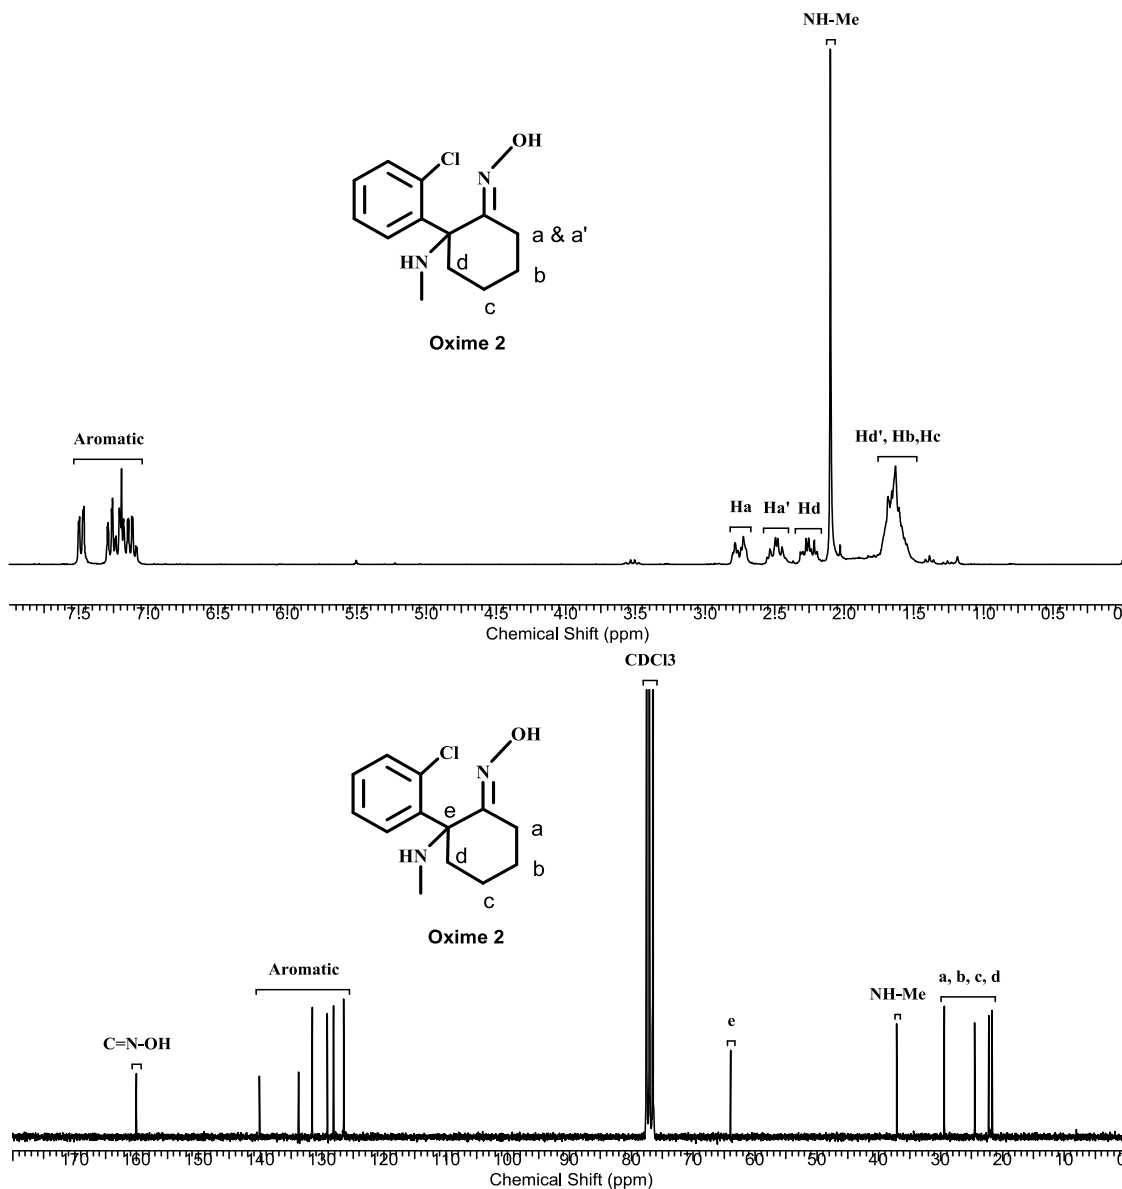 NH-Me
OH
Cl
N
a & a'
HN
d
b
c
Oxime 2
Aromatic
Ha
Ha'
Hd
Hd', Hb,Hc
7.5 7.0 6.5 6.0 5.5 5.0 4.5 4.0 3.5 3.0 2.5 2.0 1.5 1.0 0.5 0
Chemical Shift (ppm)
CDCl3
OH
Cl
N
e
a
HN
d
b
c
Oxime 2
Aromatic
C=N-OH
e
NH-Me
a, b, c, d
170 160 150 140 130 120 110 100 90 80 70 60 50 40 30 20 10 0
Chemical Shift (ppm)